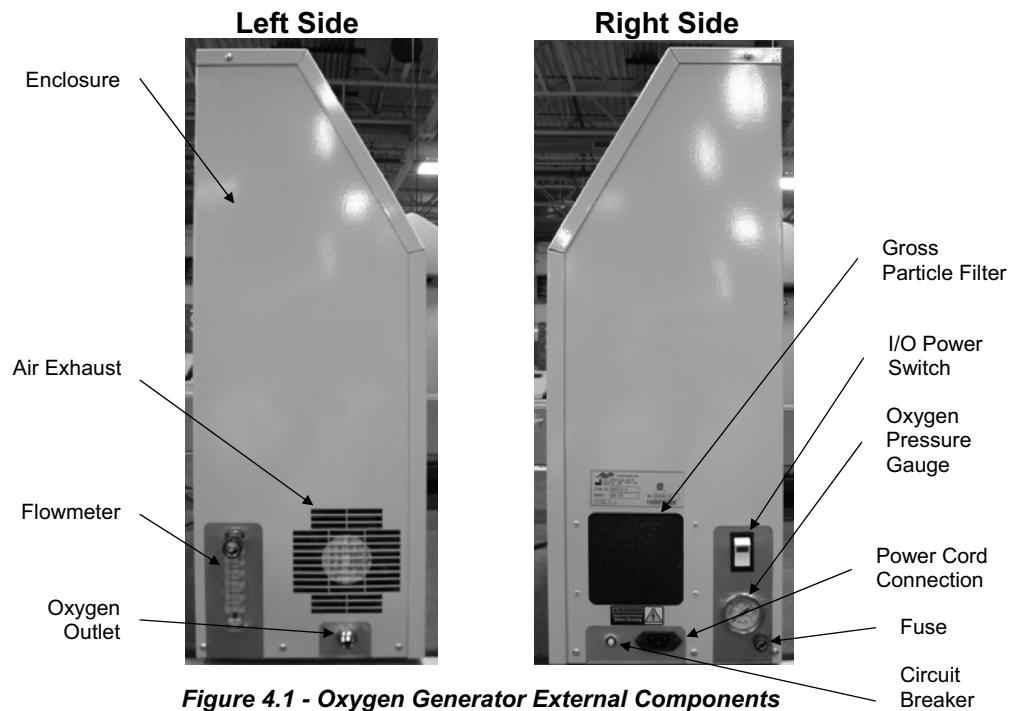 Left Side
Right Side
Enclosure
Air Exhaust
Flowmeter
Oxygen
Outlet
Gross
Particle Filter
I/O Power
Switch
Oxygen
Pressure
Gauge
Power Cord
Connection
Fuse
Circuit
Breaker
Figure 4.1 - Oxygen Generator External Components